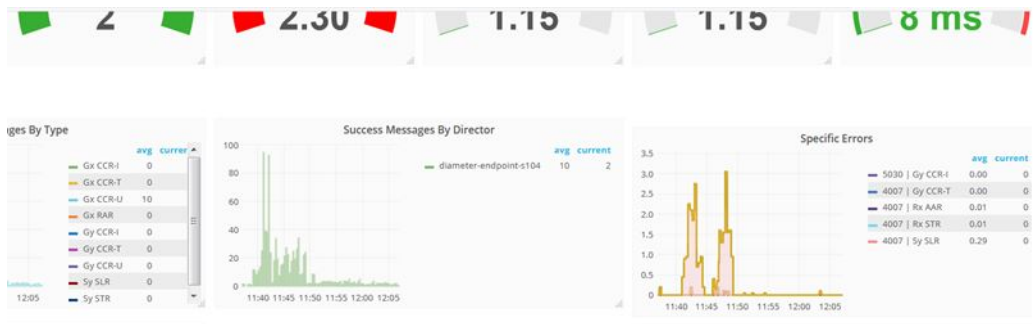 2
2.30
1.15
1.15
8 ms
ges By Type
avg curren
Gx CCR-I 0
Gx CCR-T 0
Gx CCR-U 10
Gx RAR 0
Gy CCR-I 0
Gy CCR-T 0
Gy CCR-U 0
Sy SLR 0
Sy STR 0
12:05
Success Messages By Director
avg current
diameter-endpoint-s104 10 2
100
80
60
40
20
0
11:40 11:45 11:50 11:55 12:00 12:05
Specific Errors
avg current
5030 | Gy CCR-I 0.00 0
4007 | Gy CCR-T 0.00 0
4007 | Rx AAR 0.01 0
4007 | Rx STR 0.01 0
4007 | Sy SLR 0.29 0
3.5
3.0
2.5
2.0
1.5
1.0
0.5
0
11:40 11:45 11:50 11:55 12:00 12:05